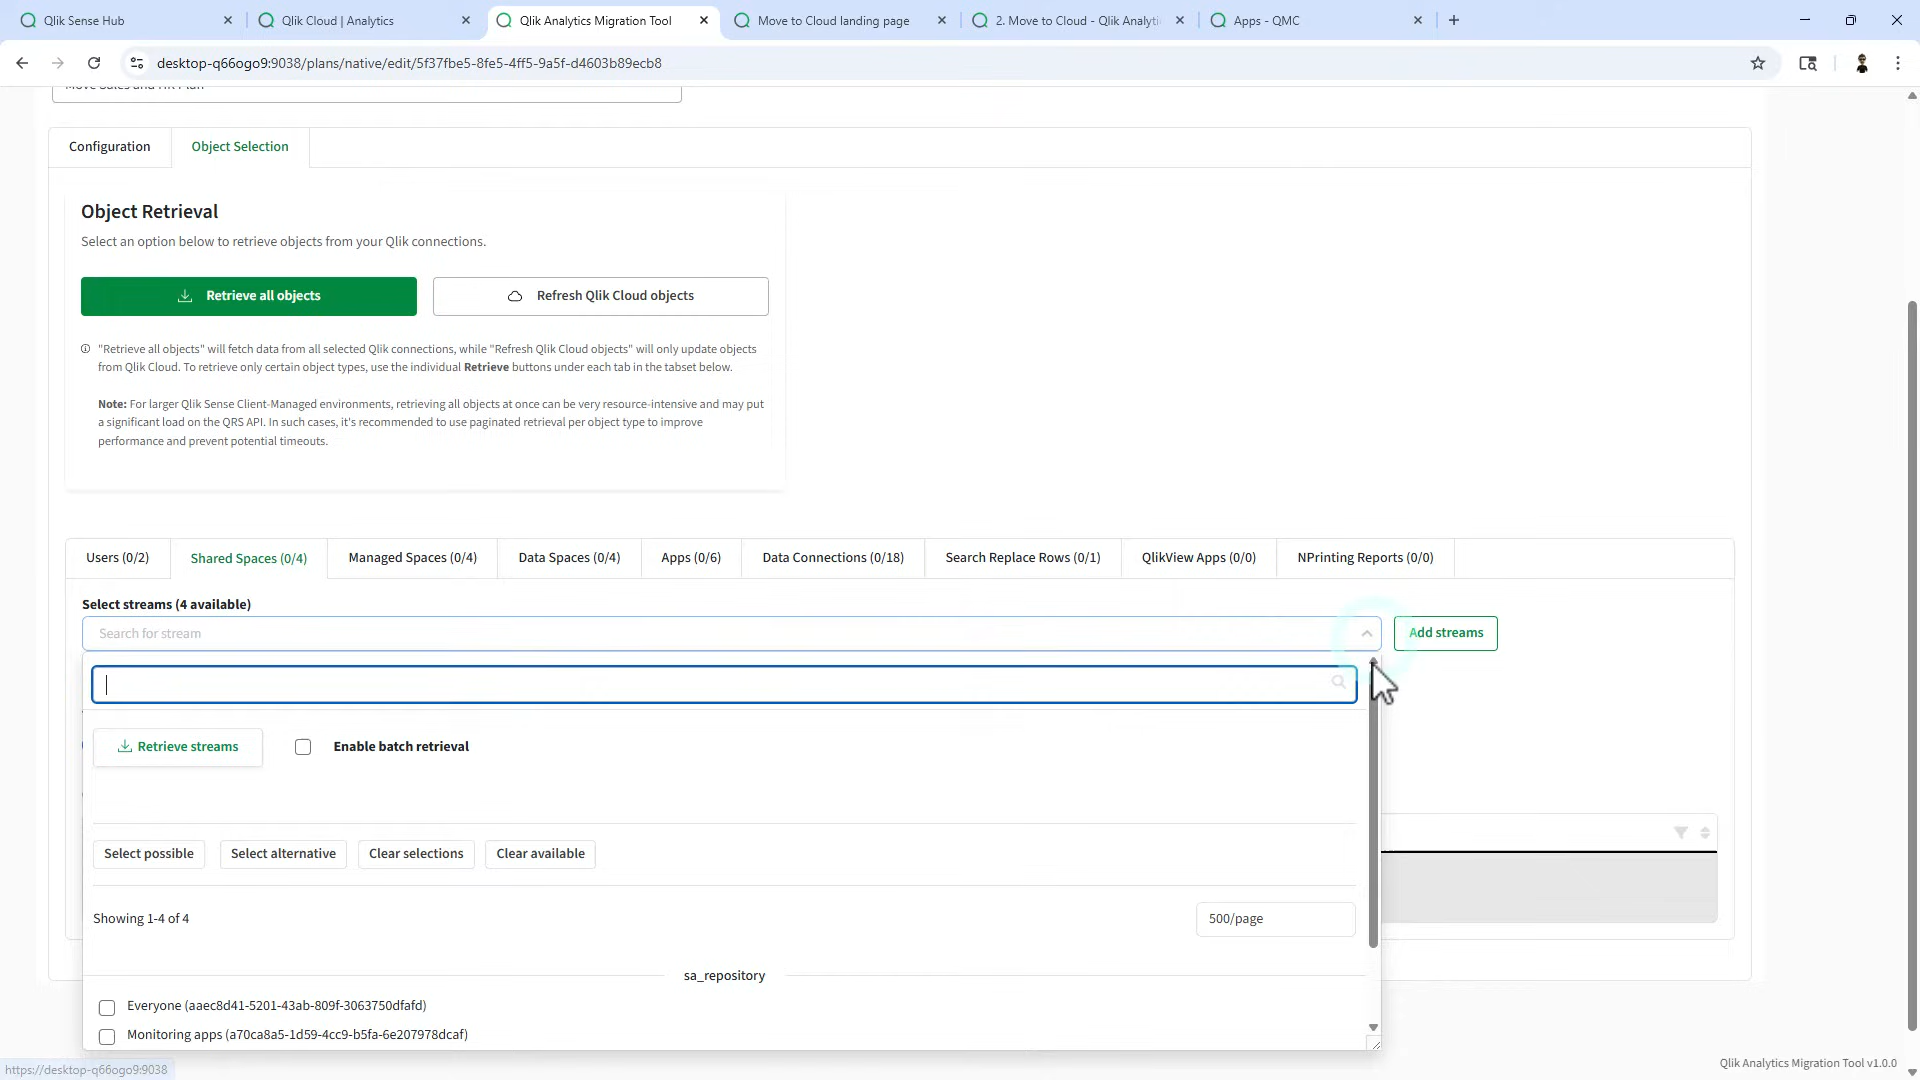 Qlik Sense Hub
Qlik Cloud | Analytics
Qlik Analytics Migration Tool
Move to Cloud landing page
2. Move to Cloud - Qlik Analyti
Apps - QMC
desktop-q66ogo9:9038/plans/native/edit/5f37fbe5-8fe5-4ff5-9a5f-d4603b89ecb8
Move Sales and HR Plan
Configuration
Object Selection
Object Retrieval
Select an option below to retrieve objects from your Qlik connections.
Retrieve all objects
Refresh Qlik Cloud objects
"Retrieve all objects" will fetch data from all selected Qlik connections, while "Refresh Qlik Cloud objects" will only update objects
from Qlik Cloud. To retrieve only certain object types, use the individual Retrieve buttons under each tab in the tabset below.
Note: For larger Qlik Sense Client-Managed environments, retrieving all objects at once can be very resource-intensive and may put
a significant load on the QRS API. In such cases, it's recommended to use paginated retrieval per object type to improve
performance and prevent potential timeouts.
Users (0/2)
Shared Spaces (0/4)
Managed Spaces (0/4)
Data Spaces (0/4)
Apps (0/6)
Data Connections (0/18)
Search Replace Rows (0/1)
QlikView Apps (0/0)
NPrinting Reports (0/0)
Select streams (4 available)
Search for stream
Add streams
Retrieve streams
Enable batch retrieval
Select possible
Select alternative
Clear selections
Clear available
Showing 1-4 of 4
500/page
sa_repository
Everyone (aaec8d41-5201-43ab-809f-3063750dfafd)
Monitoring apps (a70ca8a5-1d59-4cc9-b5fa-6e207978dcaf)
https://desktop-q66ogo9:9038
Qlik Analytics Migration Tool v1.0.0